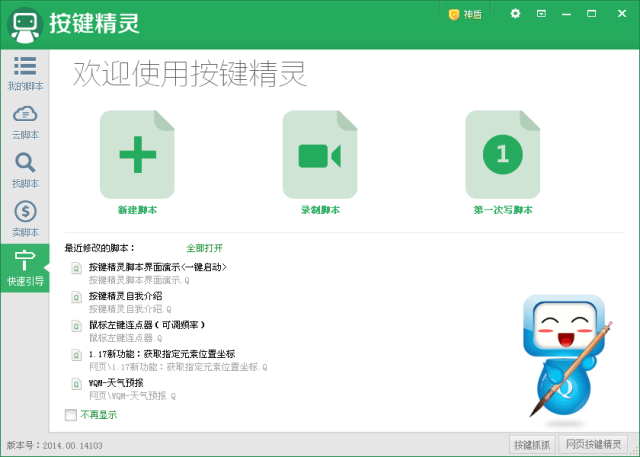 按键精灵
神盾
我的脚本
云脚本
找脚本
卖脚本
快速引导
欢迎使用按键精灵
新建脚本
录制脚本
1
第一次写脚本
最近修改的脚本：
全部打开
按键精灵脚本界面演示<一键启动>
按键精灵脚本界面演示.Q
按键精灵自我介绍
按键精灵自我介绍.Q
鼠标左键连点器（可调频率）
鼠标左键连点器.Q
1.17新功能：获取指定元素位置坐标
网页\1.17新功能：获取指定元素位置坐标.Q
WQM-天气预报
网页\WQM-天气预报.Q
不再显示
Q
版本号：2014.00.14103
按键抓抓
网页按键精灵